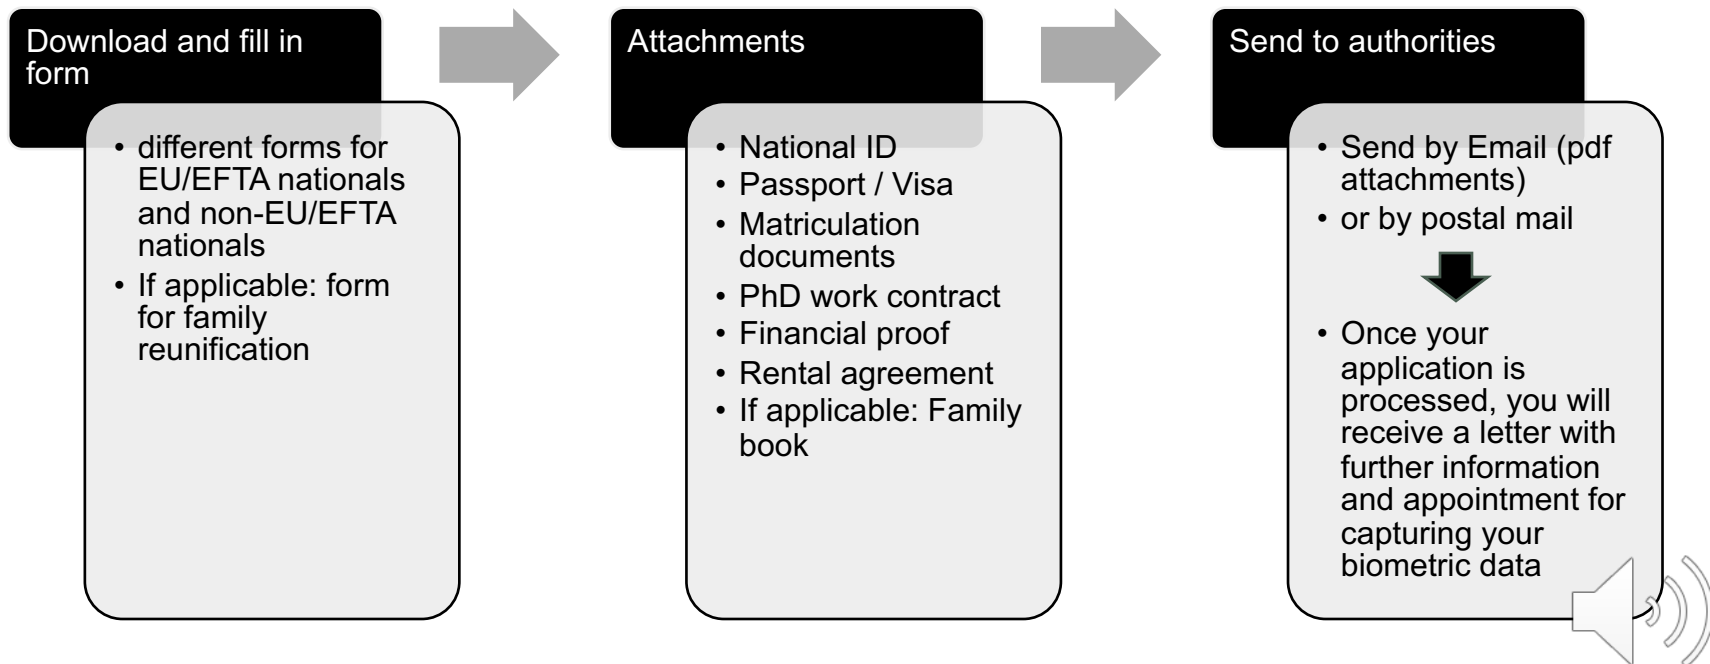 Download and fill in
form
• different forms for
EU/EFTA nationals
and non-EU/EFTA
nationals
• If applicable: form
for family
reunification
Attachments
• National ID
• Passport / Visa
• Matriculation
documents
• PhD work contract
• Financial proof
• Rental agreement
• If applicable: Family
book
Send to authorities
• Send by Email (pdf
attachments)
• or by postal mail
• Once your
application is
processed, you will
receive a letter with
further information
and appointment for
capturing your
biometric data